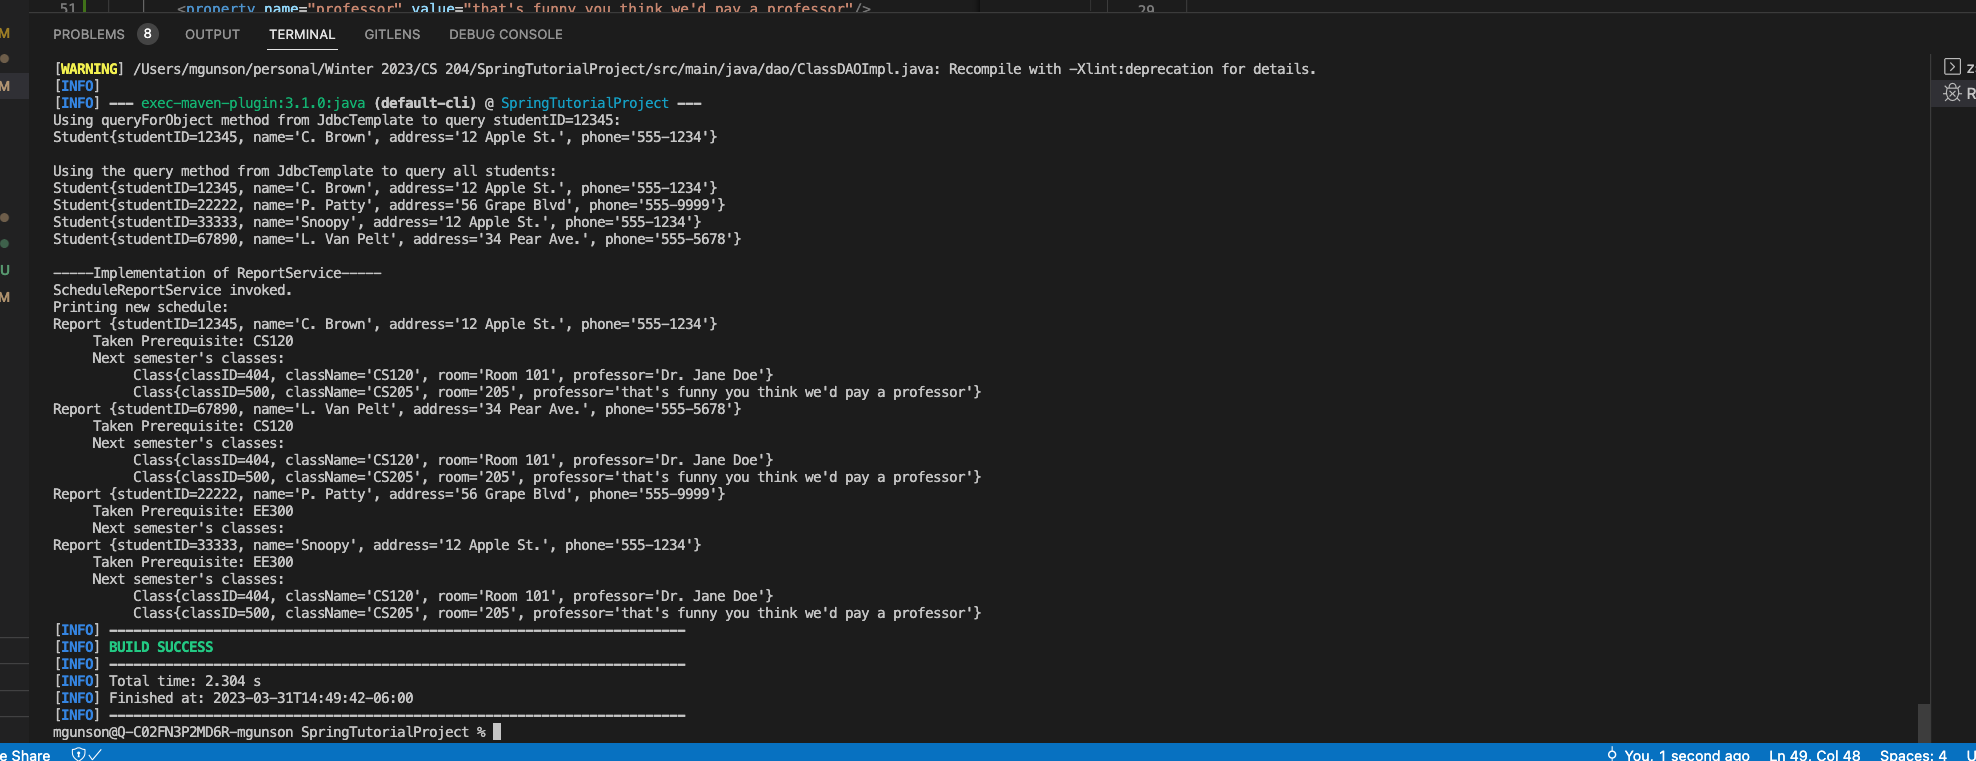 51 <property name="professor" value="that's funny you think we'd pay a professor"/> 29
PROBLEMS 8 OUTPUT TERMINAL GITLENS DEBUG CONSOLE
[WARNING] /Users/mgunson/personal/Winter 2023/CS 204/SpringTutorialProject/src/main/java/dao/ClassDAOImpl.java: Recompile with -Xlint:deprecation for details.
[INFO]
[INFO] --- exec-maven-plugin:3.1.0:java (default-cli) @ SpringTutorialProject ---
Using queryForObject method from JdbcTemplate to query studentID=12345:
Student{studentID=12345, name='C. Brown', address='12 Apple St.', phone='555-1234'}
Using the query method from JdbcTemplate to query all students:
Student{studentID=12345, name='C. Brown', address='12 Apple St.', phone='555-1234'}
Student{studentID=22222, name='P. Patty', address='56 Grape Blvd', phone='555-9999'}
Student{studentID=33333, name='Snoopy', address='12 Apple St.', phone='555-1234'}
Student{studentID=67890, name='L. Van Pelt', address='34 Pear Ave.', phone='555-5678'}
-----Implementation of ReportService-----
ScheduleReportService invoked.
Printing new schedule:
Report {studentID=12345, name='C. Brown', address='12 Apple St.', phone='555-1234'}
Taken Prerequisite: CS120
Next semester's classes:
Class{classID=404, className='CS120', room='Room 101', professor='Dr. Jane Doe'}
Class{classID=500, className='CS205', room='205', professor='that's funny you think we'd pay a professor'}
Report {studentID=67890, name='L. Van Pelt', address='34 Pear Ave.', phone='555-5678'}
Taken Prerequisite: CS120
Next semester's classes:
Class{classID=404, className='CS120', room='Room 101', professor='Dr. Jane Doe'}
Class{classID=500, className='CS205', room='205', professor='that's funny you think we'd pay a professor'}
Report {studentID=22222, name='P. Patty', address='56 Grape Blvd', phone='555-9999'}
Taken Prerequisite: EE300
Next semester's classes:
Report {studentID=33333, name='Snoopy', address='12 Apple St.', phone='555-1234'}
Taken Prerequisite: EE300
Next semester's classes:
Class{classID=404, className='CS120', room='Room 101', professor='Dr. Jane Doe'}
Class{classID=500, className='CS205', room='205', professor='that's funny you think we'd pay a professor'}
[INFO] ------------------------------------------------------------------------
[INFO] BUILD SUCCESS
[INFO] ------------------------------------------------------------------------
[INFO] Total time: 2.304 s
[INFO] Finished at: 2023-03-31T14:49:42-06:00
[INFO] ------------------------------------------------------------------------
mgunson@Q-C02FN3P2MD6R-mgunson SpringTutorialProject %
e Share You, 1 second ago Ln 49, Col 48 Spaces: 4 U
M
M
U
M
z
R